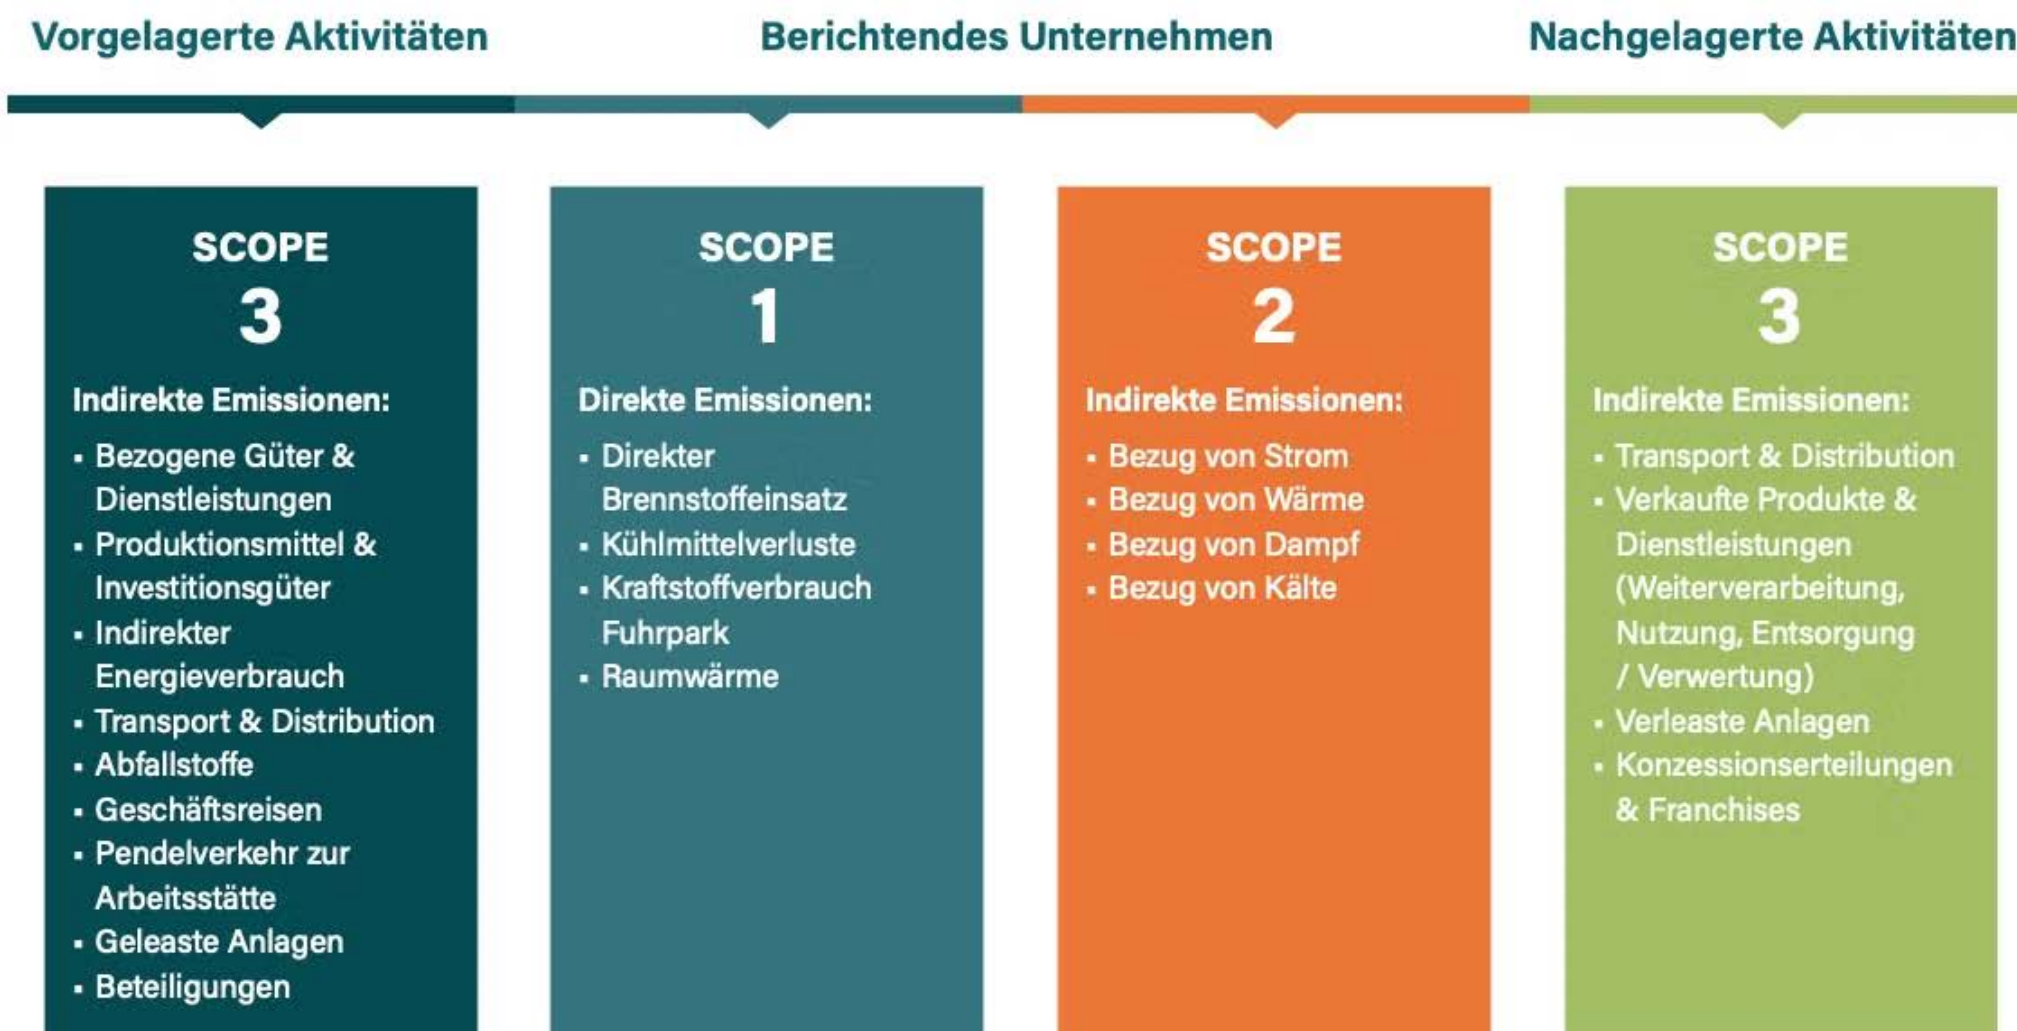 Vorgelagerte Aktivitäten
Berichtendes Unternehmen
Nachgelagerte Aktivitäten
SCOPE
3
Indirekte Emissionen:
▪ Bezogene Güter &
Dienstleistungen
▪ Produktionsmittel &
Investitionsgüter
▪ Indirekter
Energieverbrauch
▪ Transport & Distribution
▪ Abfallstoffe
▪ Geschäftsreisen
▪ Pendelverkehr zur
Arbeitsstätte
▪ Geleaste Anlagen
▪ Beteiligungen
SCOPE
1
Direkte Emissionen:
▪ Direkter
Brennstoffeinsatz
▪ Kühlmittelverluste
▪ Kraftstoffverbrauch
Fuhrpark
▪ Raumwärme
SCOPE
2
Indirekte Emissionen:
▪ Bezug von Strom
▪ Bezug von Wärme
▪ Bezug von Dampf
▪ Bezug von Kälte
SCOPE
3
Indirekte Emissionen:
▪ Transport & Distribution
▪ Verkaufte Produkte &
Dienstleistungen
(Weiterverarbeitung,
Nutzung, Entsorgung
/ Verwertung)
▪ Verleaste Anlagen
▪ Konzessionserteilungen
& Franchises